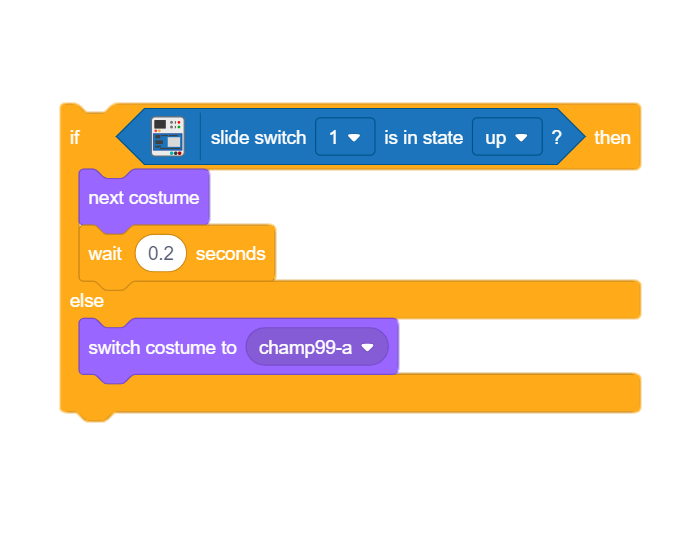 if slide switch 1 is in state up ? then
next costume
wait 0.2 seconds
else
switch costume to champ99-a